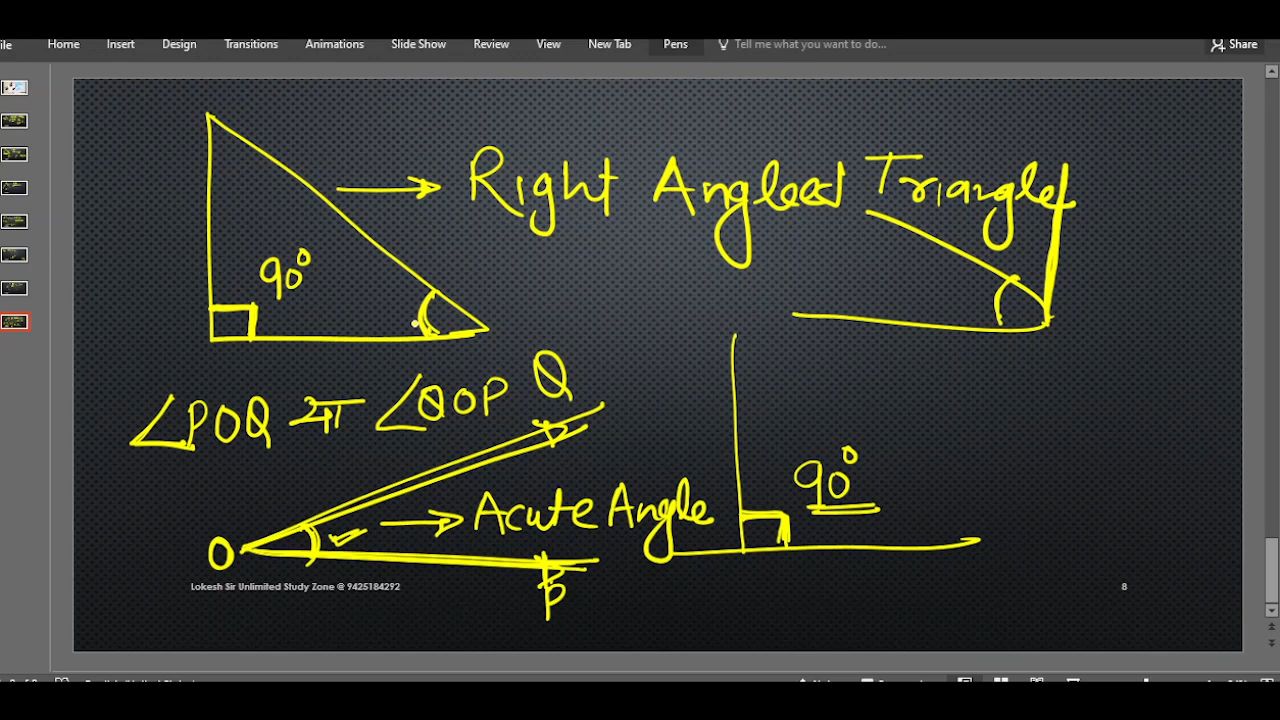 File Home Insert Design Transitions Animations Slide Show Review View New Tab Pens Tell me what you want to do... Share
Right Angled Triangle
90°
∠POQ या ∠QOP Q
90°
Acute Angle
O
P
Lokesh Sir Unlimited Study Zone @ 9425184292 8